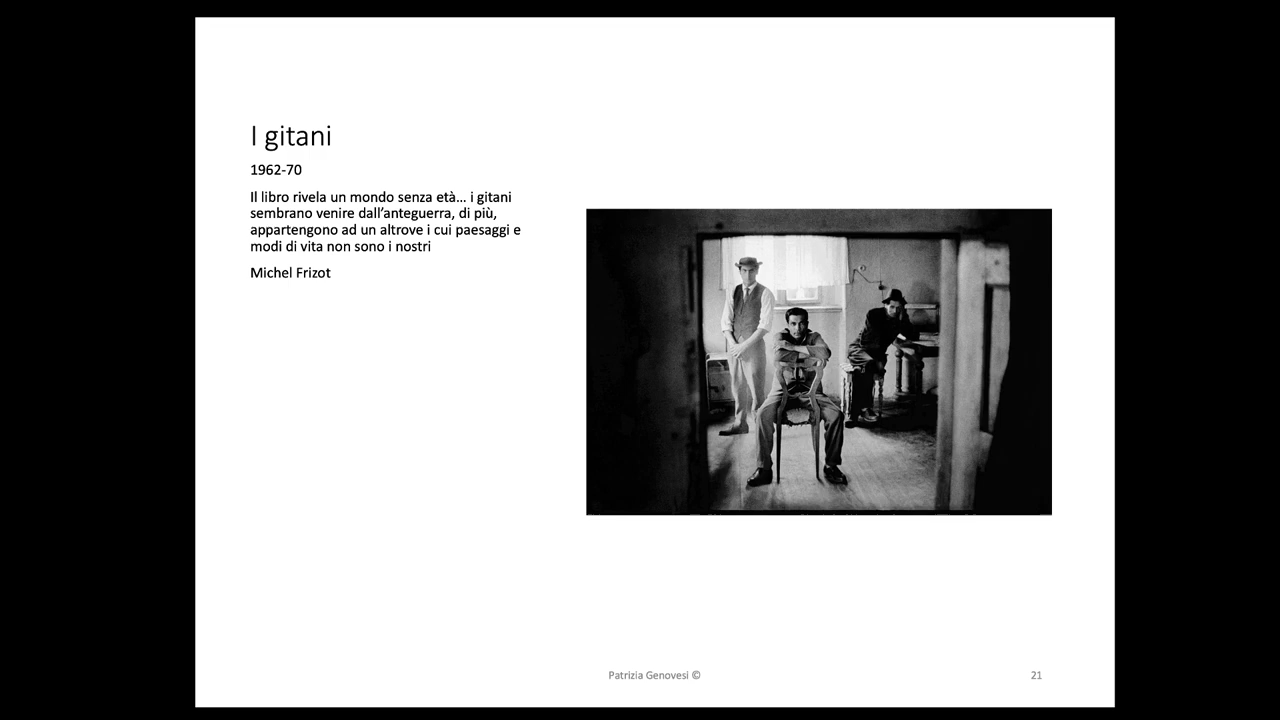 I gitani
1962-70
Il libro rivela un mondo senza età... i gitani
sembrano venire dall'anteguerra, di più,
appartengono ad un altrove i cui paesaggi e
modi di vita non sono i nostri
Michel Frizot
Patrizia Genovesi ©
21